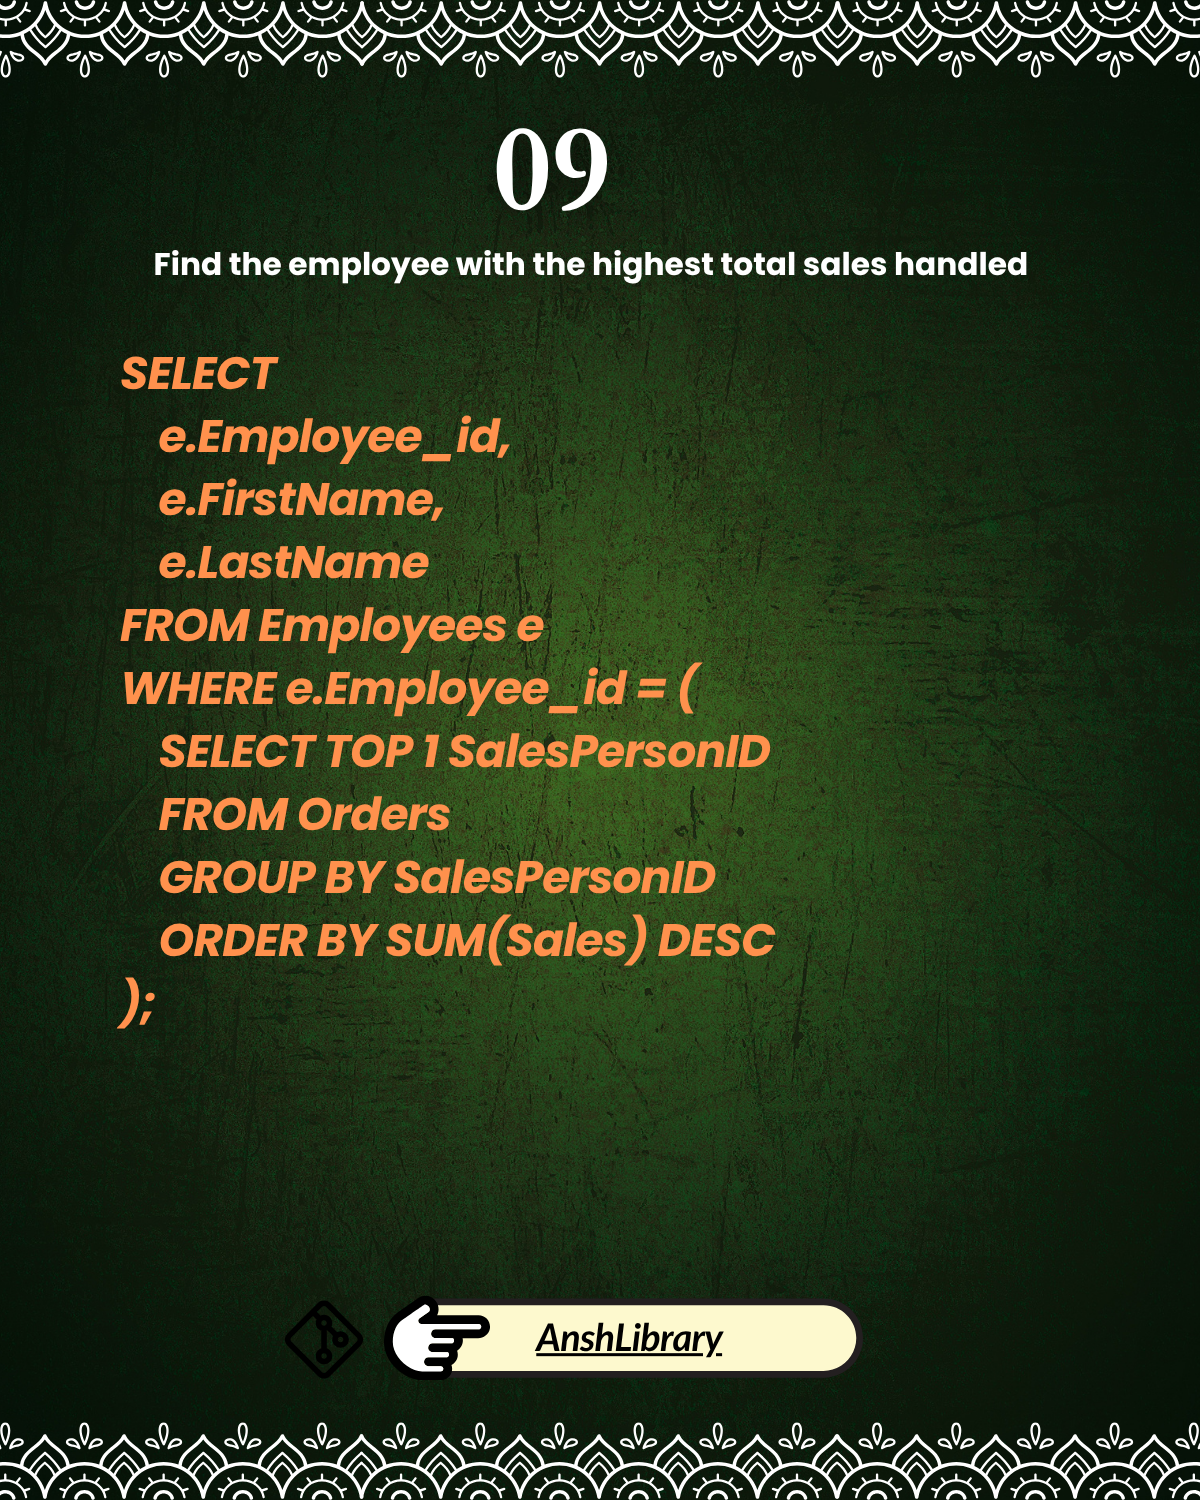 09
Find the employee with the highest total sales handled
SELECT
e.Employee_id,
e.FirstName,
e.LastName
FROM Employees e
WHERE e.Employee_id = (
SELECT TOP 1 SalesPersonID
FROM Orders
GROUP BY SalesPersonID
ORDER BY SUM(Sales) DESC
);
AnshLibrary